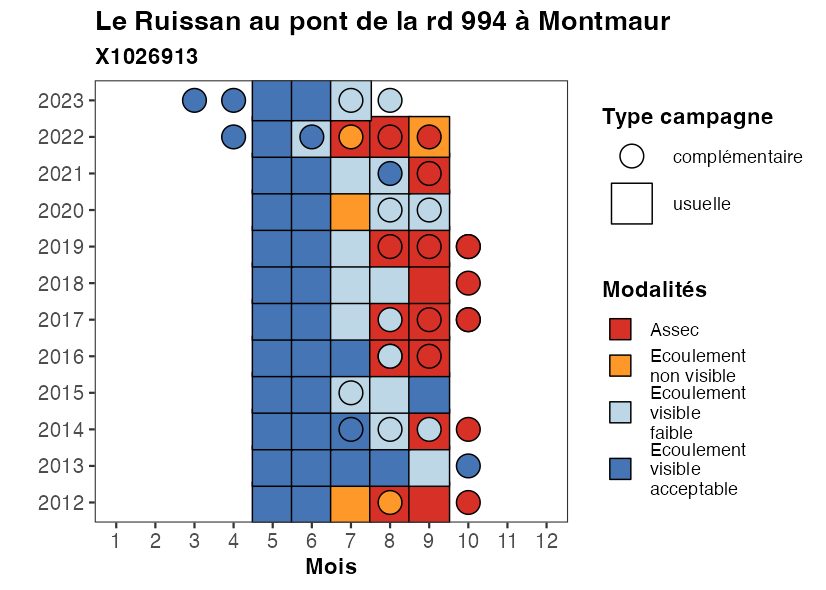 Le Ruissan au pont de la rd 994 à Montmaur
X1026913
2023
2022
2021
2020
2019
2018
2017
2016
2015
2014
2013
2012
1 2 3 4 5 6 7 8 9 10 11 12
Mois
Type campagne
complémentaire
usuelle
Modalités
Assec
Ecoulement
non visible
Ecoulement
visible
faible
Ecoulement
visible
acceptable